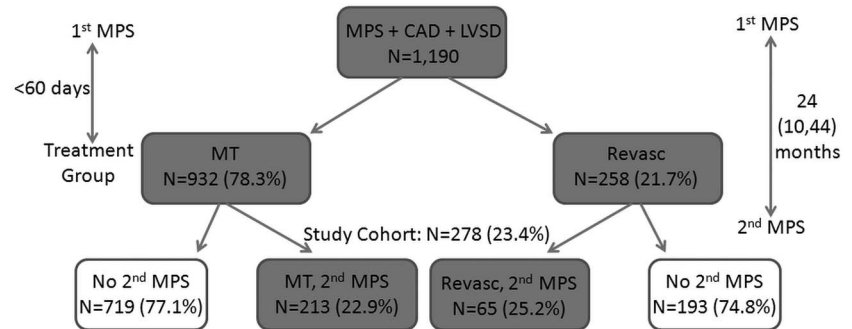 1st MPS
MPS + CAD + LVSD
N=1,190
1st MPS
<60 days
24
(10,44)
months
Treatment
Group
MT
N=932 (78.3%)
Revasc
N=258 (21.7%)
Study Cohort: N=278 (23.4%)
2nd MPS
No 2nd MPS
N=719 (77.1%)
MT, 2nd MPS
N=213 (22.9%)
Revasc, 2nd MPS
N=65 (25.2%)
No 2nd MPS
N=193 (74.8%)